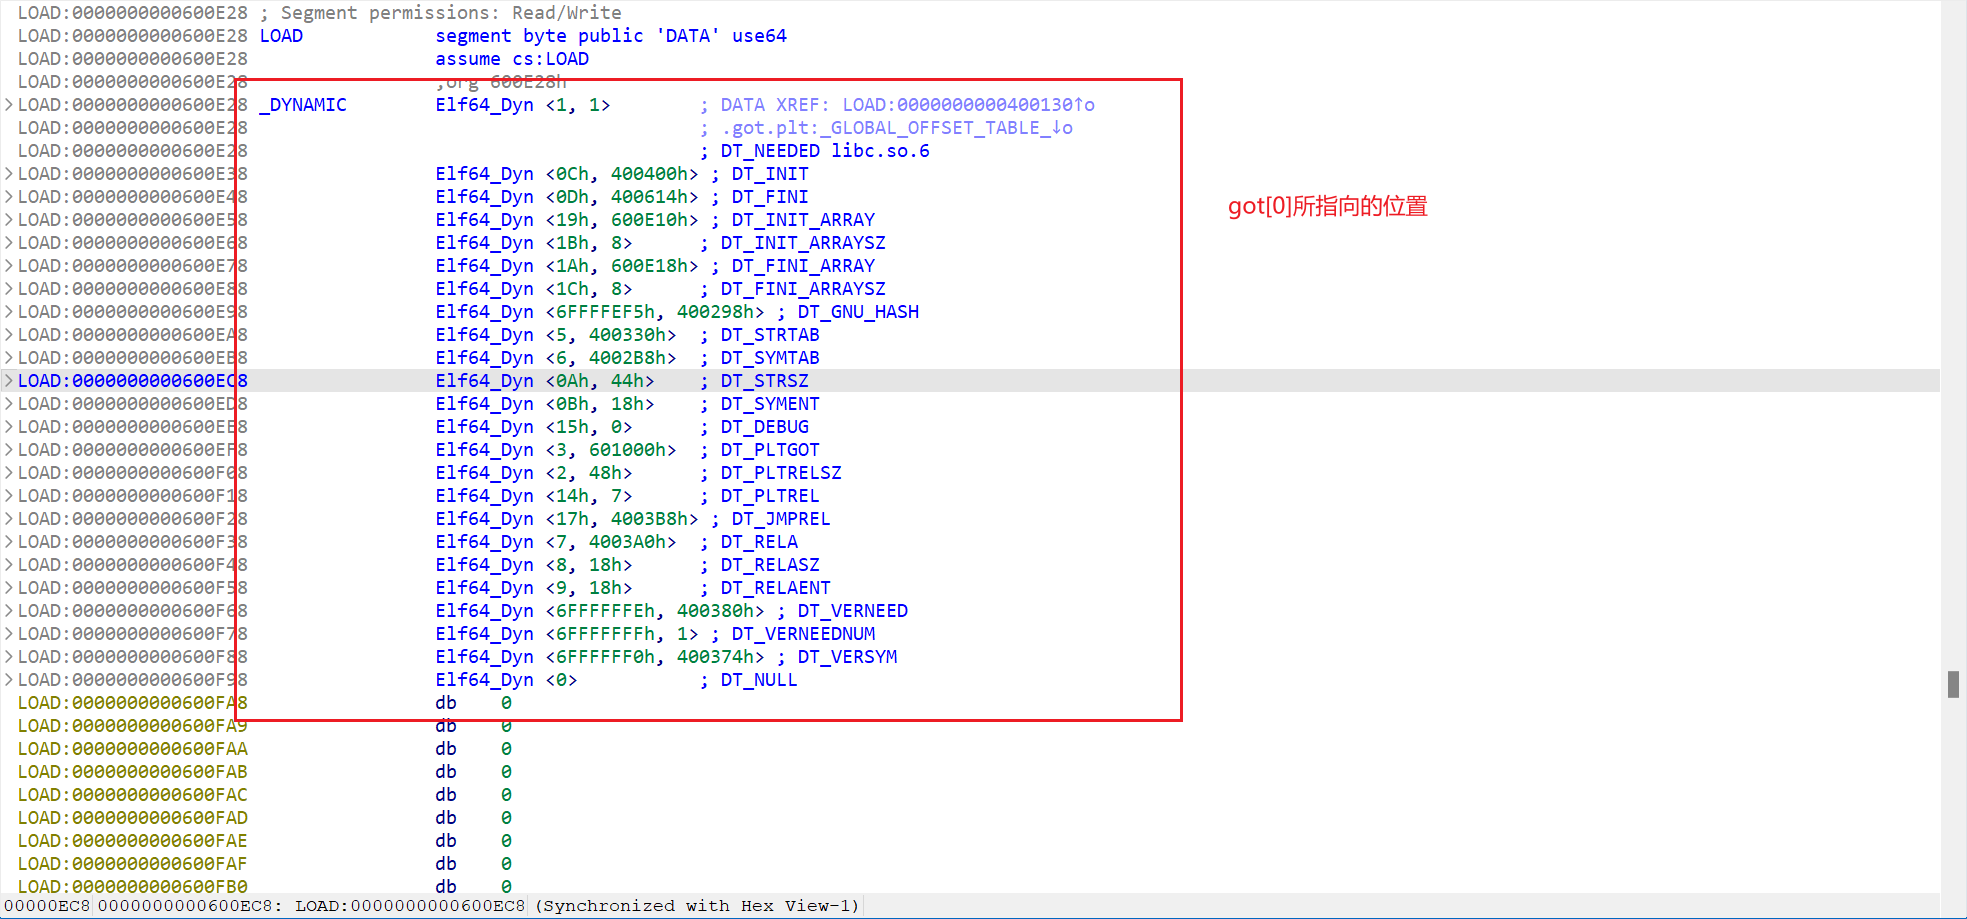 LOAD:0000000000600E28 ; Segment permissions: Read/Write
LOAD:0000000000600E28 LOAD segment byte public 'DATA' use64
LOAD:0000000000600E28 assume cs:LOAD
LOAD:0000000000600E28 ;org 600E28h
LOAD:0000000000600E28 _DYNAMIC Elf64_Dyn <1, 1> ; DATA XREF: LOAD:0000000000400130↑o
LOAD:0000000000600E28 ; .got.plt:_GLOBAL_OFFSET_TABLE_↓o
LOAD:0000000000600E28 ; DT_NEEDED libc.so.6
LOAD:0000000000600E38 Elf64_Dyn <0Ch, 400400h> ; DT_INIT
LOAD:0000000000600E48 Elf64_Dyn <0Dh, 400614h> ; DT_FINI
got[0]所指向的位置
LOAD:0000000000600E58 Elf64_Dyn <19h, 600E10h> ; DT_INIT_ARRAY
LOAD:0000000000600E68 Elf64_Dyn <1Bh, 8> ; DT_INIT_ARRAYSZ
LOAD:0000000000600E78 Elf64_Dyn <1Ah, 600E18h> ; DT_FINI_ARRAY
LOAD:0000000000600E88 Elf64_Dyn <1Ch, 8> ; DT_FINI_ARRAYSZ
LOAD:0000000000600E98 Elf64_Dyn <6FFFFEF5h, 400298h> ; DT_GNU_HASH
LOAD:0000000000600EA8 Elf64_Dyn <5, 400330h> ; DT_STRTAB
LOAD:0000000000600EB8 Elf64_Dyn <6, 4002B8h> ; DT_SYMTAB
LOAD:0000000000600EC8 Elf64_Dyn <0Ah, 44h> ; DT_STRSZ
LOAD:0000000000600ED8 Elf64_Dyn <0Bh, 18h> ; DT_SYMENT
LOAD:0000000000600EE8 Elf64_Dyn <15h, 0> ; DT_DEBUG
LOAD:0000000000600EF8 Elf64_Dyn <3, 601000h> ; DT_PLTGOT
LOAD:0000000000600F08 Elf64_Dyn <2, 48h> ; DT_PLTRELSZ
LOAD:0000000000600F18 Elf64_Dyn <14h, 7> ; DT_PLTREL
LOAD:0000000000600F28 Elf64_Dyn <17h, 4003B8h> ; DT_JMPREL
LOAD:0000000000600F38 Elf64_Dyn <7, 4003A0h> ; DT_RELA
LOAD:0000000000600F48 Elf64_Dyn <8, 18h> ; DT_RELASZ
LOAD:0000000000600F58 Elf64_Dyn <9, 18h> ; DT_RELAENT
LOAD:0000000000600F68 Elf64_Dyn <6FFFFFFEh, 400380h> ; DT_VERNEED
LOAD:0000000000600F78 Elf64_Dyn <6FFFFFFFh, 1> ; DT_VERNEEDNUM
LOAD:0000000000600F88 Elf64_Dyn <6FFFFFF0h, 400374h> ; DT_VERSYM
LOAD:0000000000600F98 Elf64_Dyn <0> ; DT_NULL
LOAD:0000000000600FA8 db 0
LOAD:0000000000600FA9 db 0
LOAD:0000000000600FAA db 0
LOAD:0000000000600FAB db 0
LOAD:0000000000600FAC db 0
LOAD:0000000000600FAD db 0
LOAD:0000000000600FAE db 0
LOAD:0000000000600FAF db 0
LOAD:0000000000600FB0 db 0
00000EC8 0000000000600EC8: LOAD:0000000000600EC8 (Synchronized with Hex View-1)